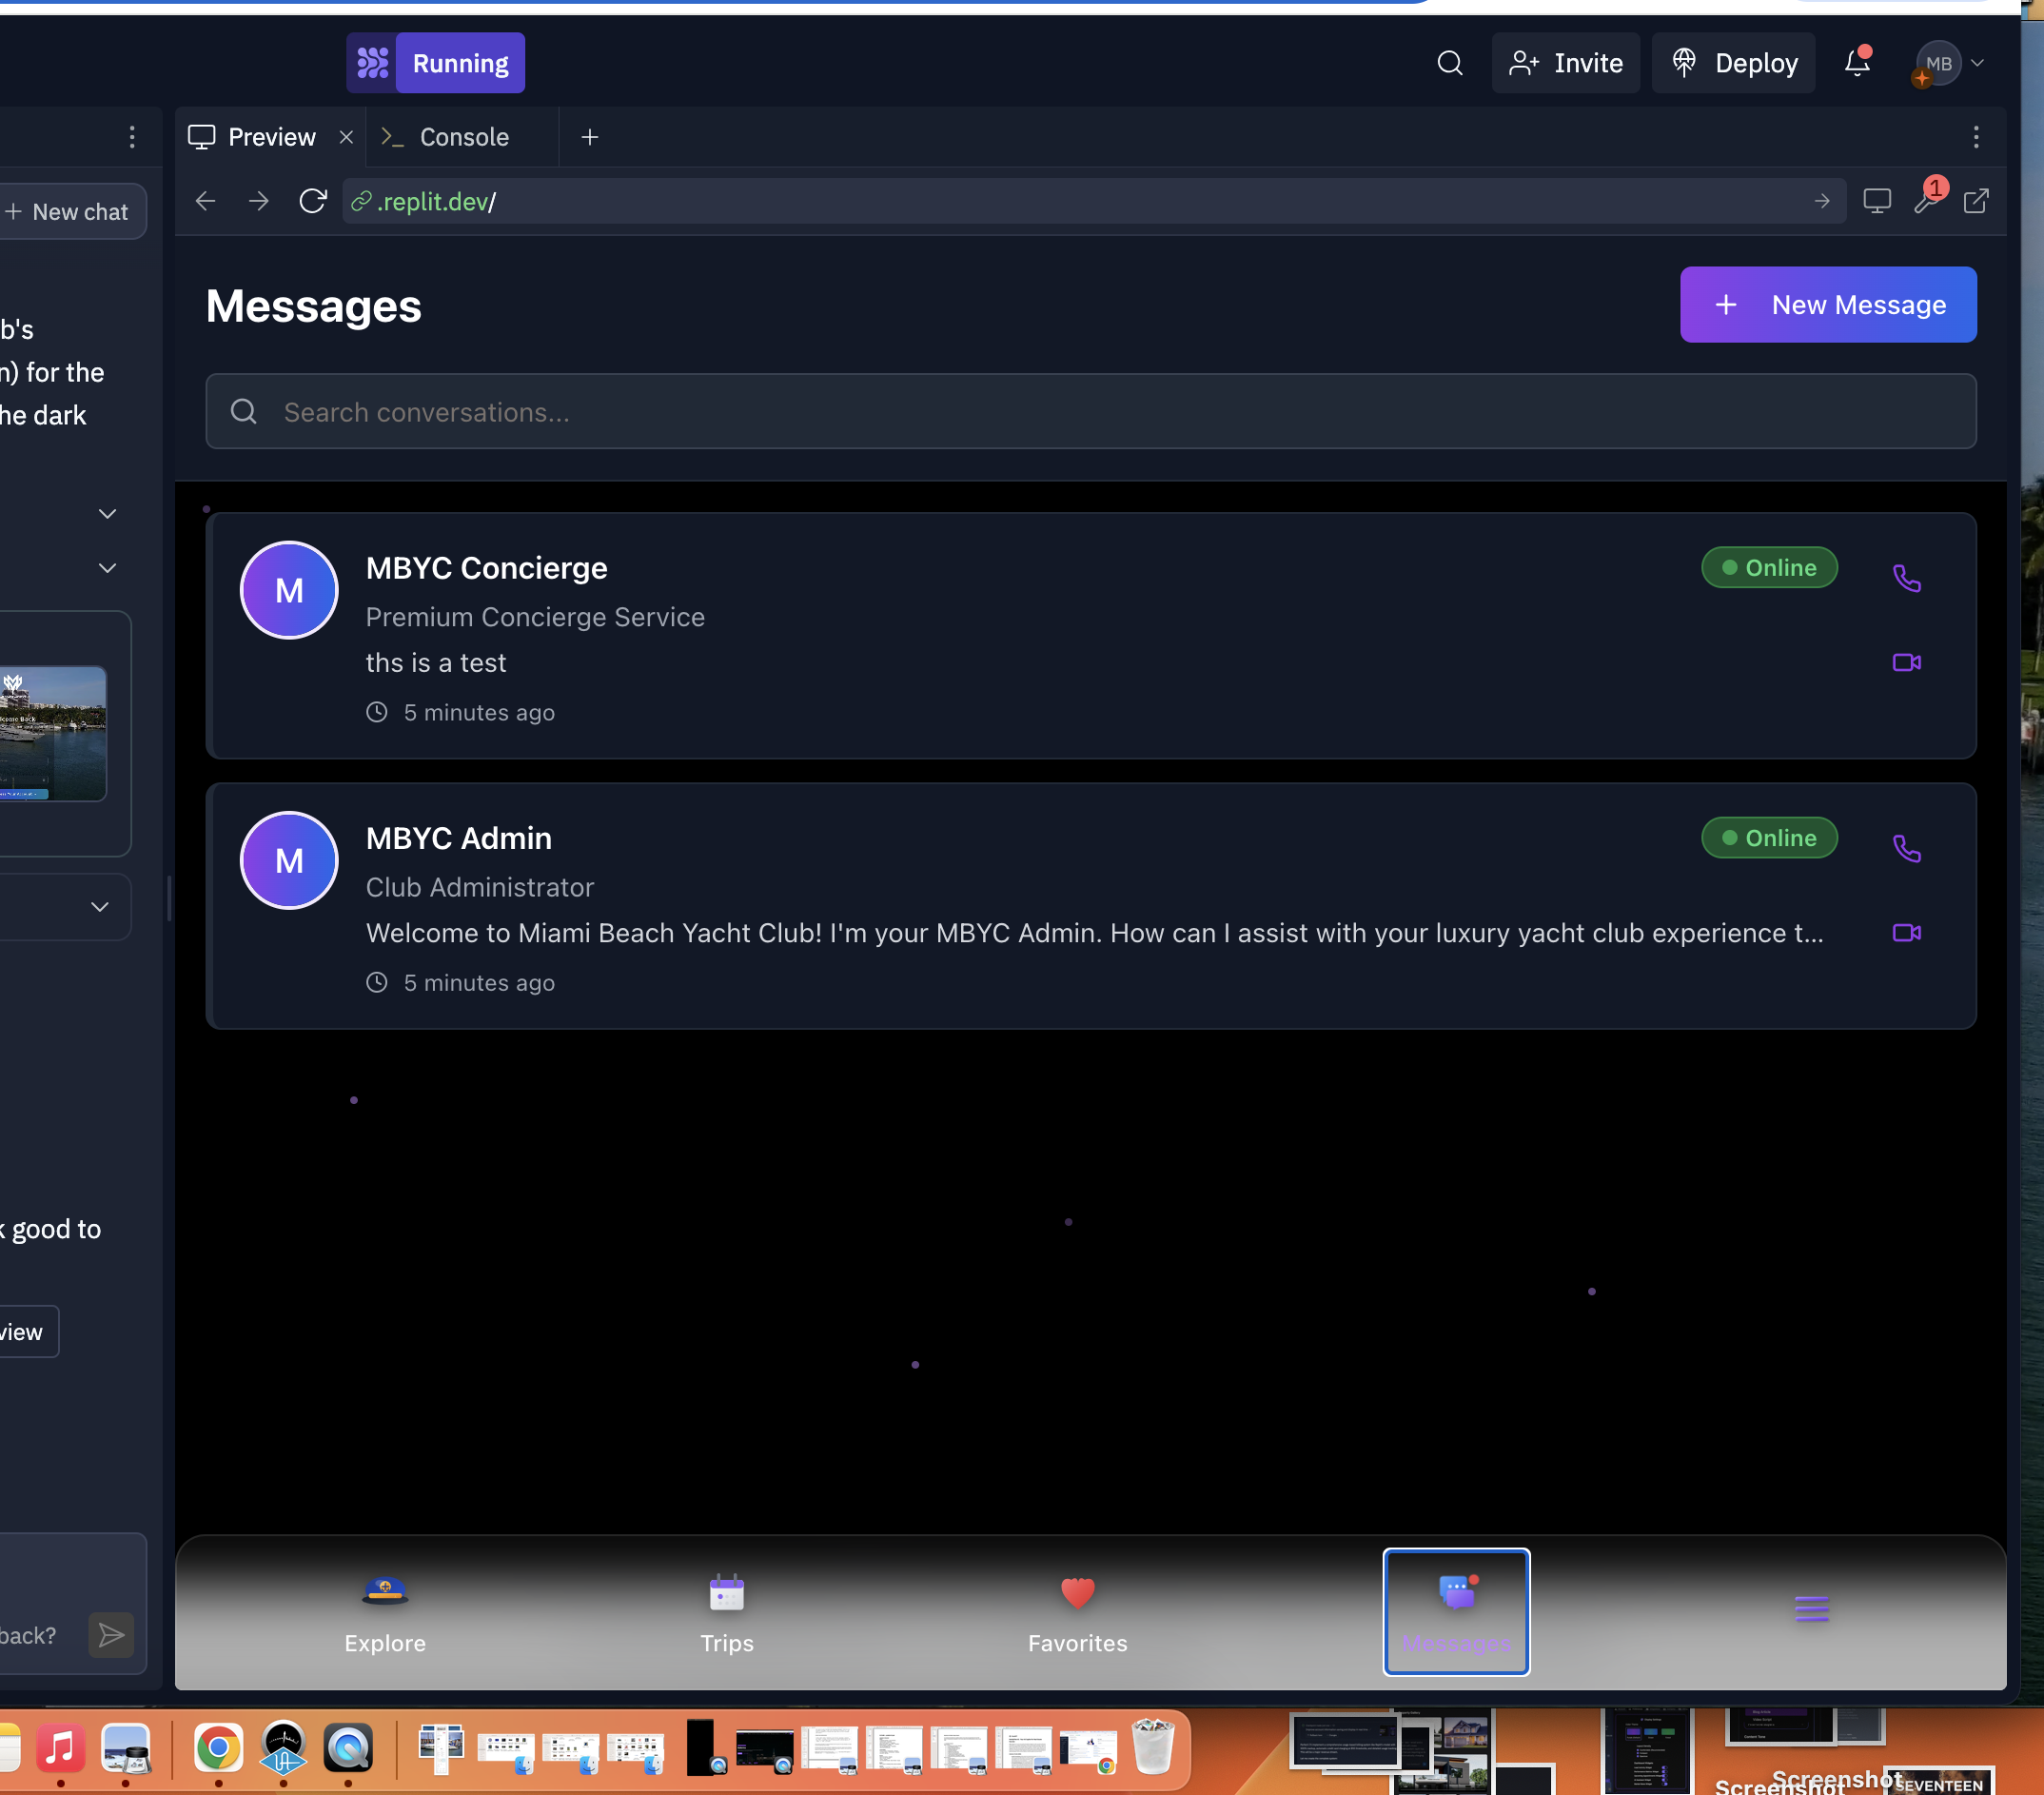 Running
Invite
Deploy
MB
Preview
Console
New chat
.replit.dev/
1
Messages
New Message
b's
n) for the
he dark
Search conversations...
M
MBYC Concierge
Premium Concierge Service
ths is a test
5 minutes ago
Online
M
MBYC Admin
Club Administrator
Welcome to Miami Beach Yacht Club! I'm your MBYC Admin. How can I assist with your luxury yacht club experience t...
5 minutes ago
Online
k good to
view
back?
Explore
Trips
Favorites
Messages
Screenshot
Screenshot
SEVENTEEN